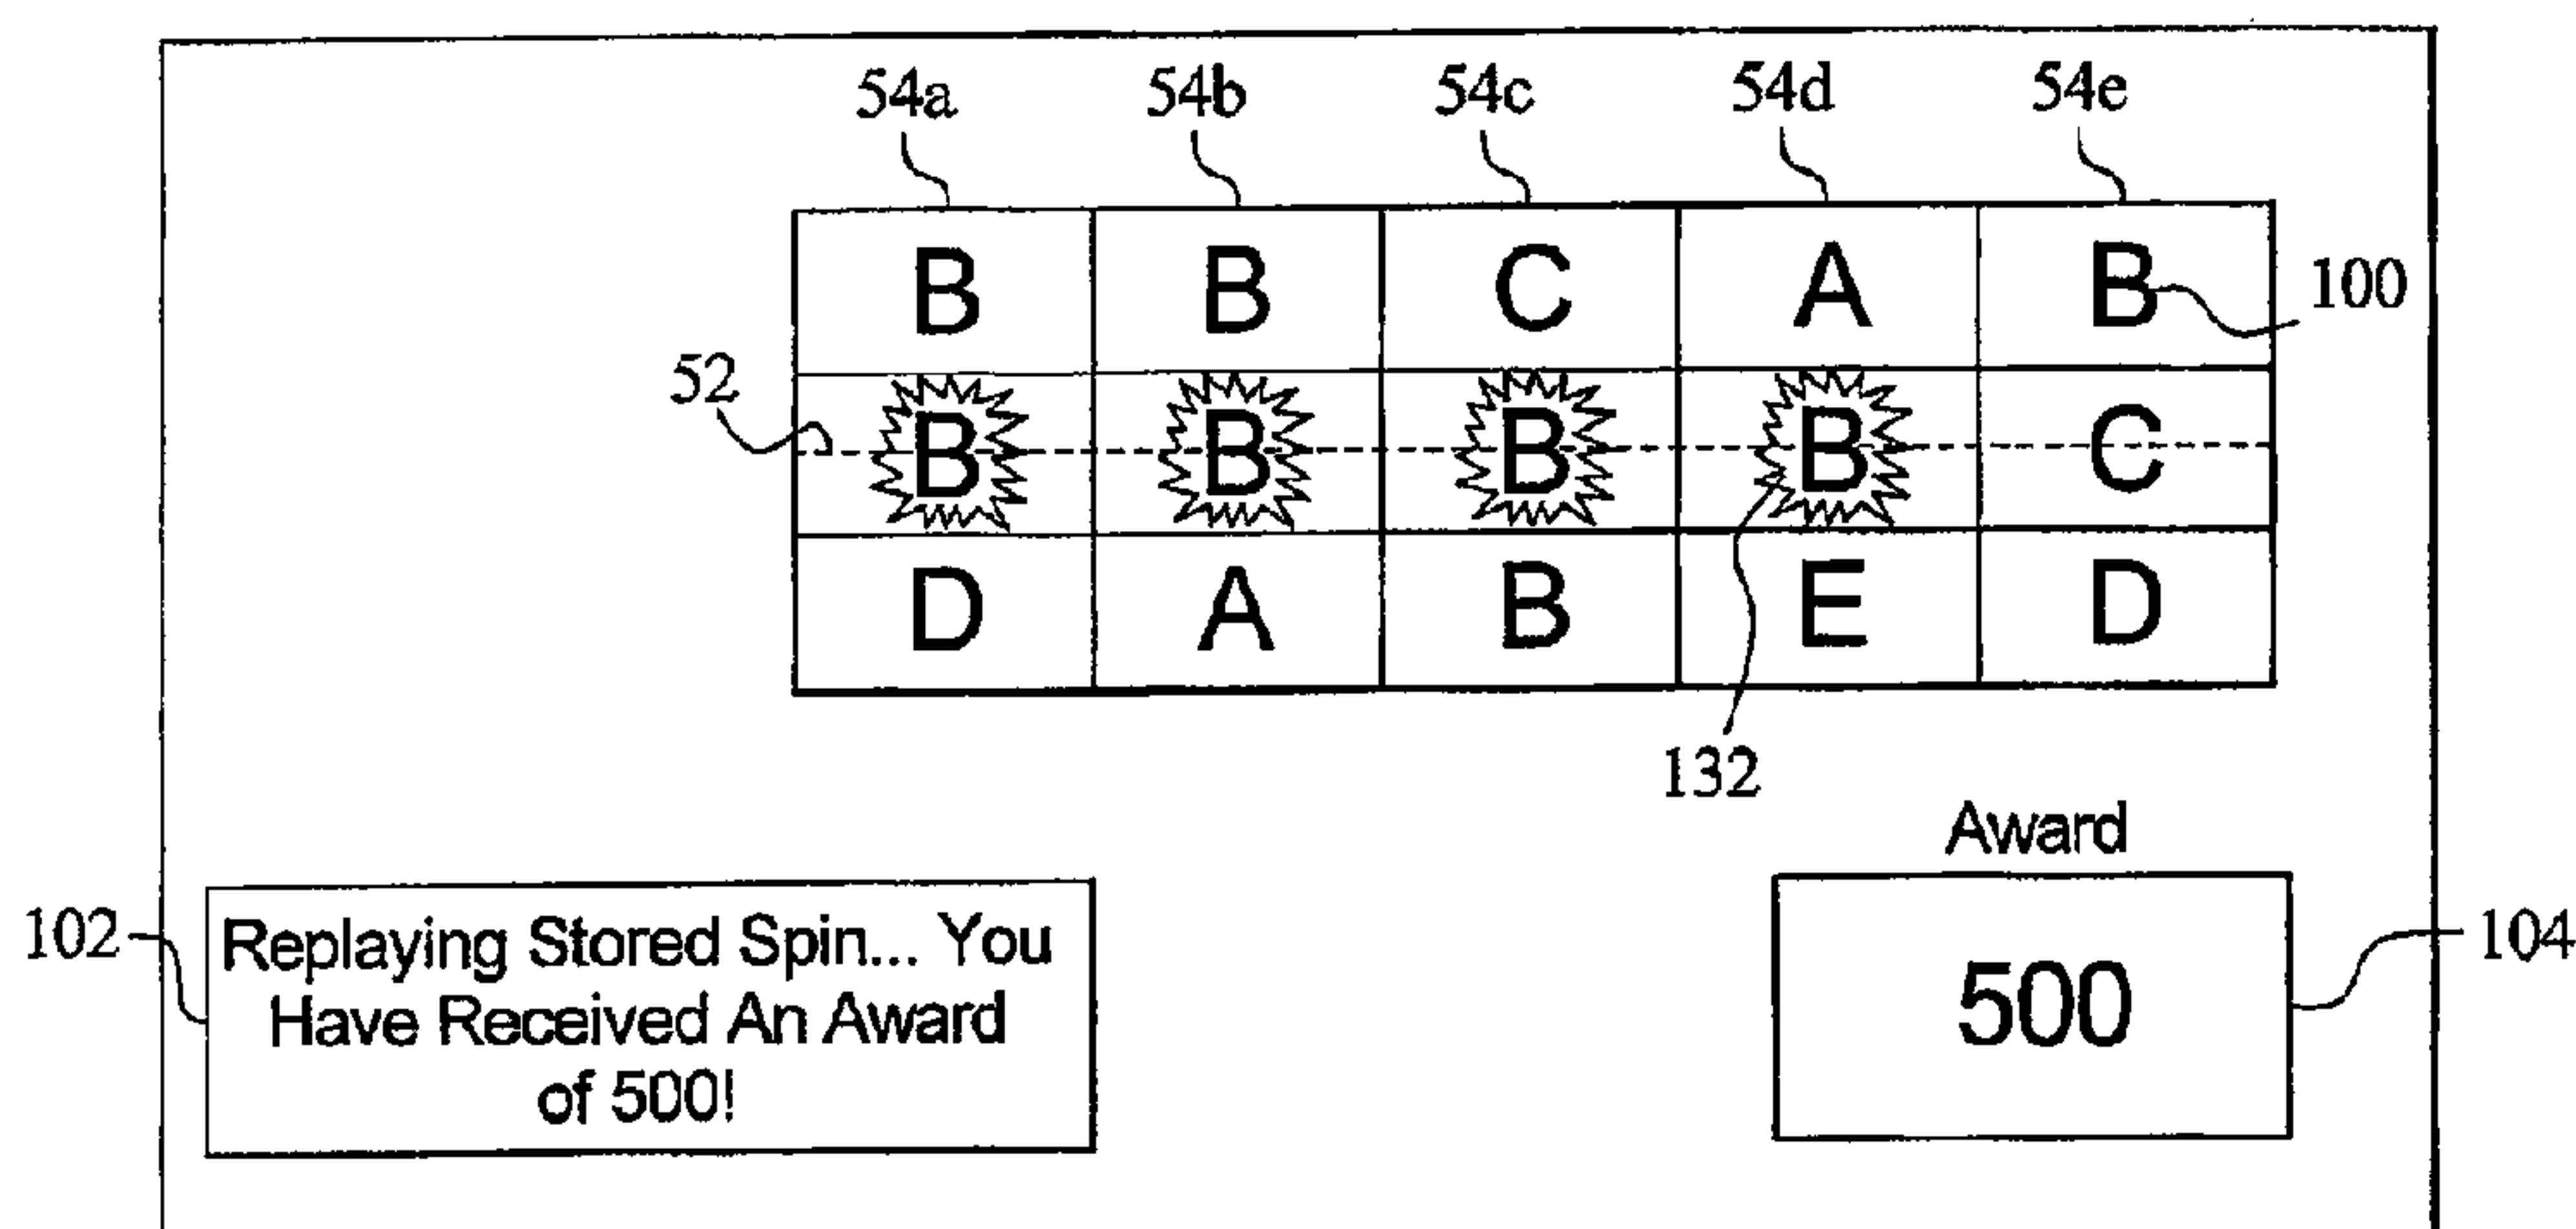 54a 54b 54c 54d 54e
B B C A B 100
52
B B B B C
D A B E D
132
Award
102 Replaying Stored Spin... You
Have Received An Award
of 500!
500 104